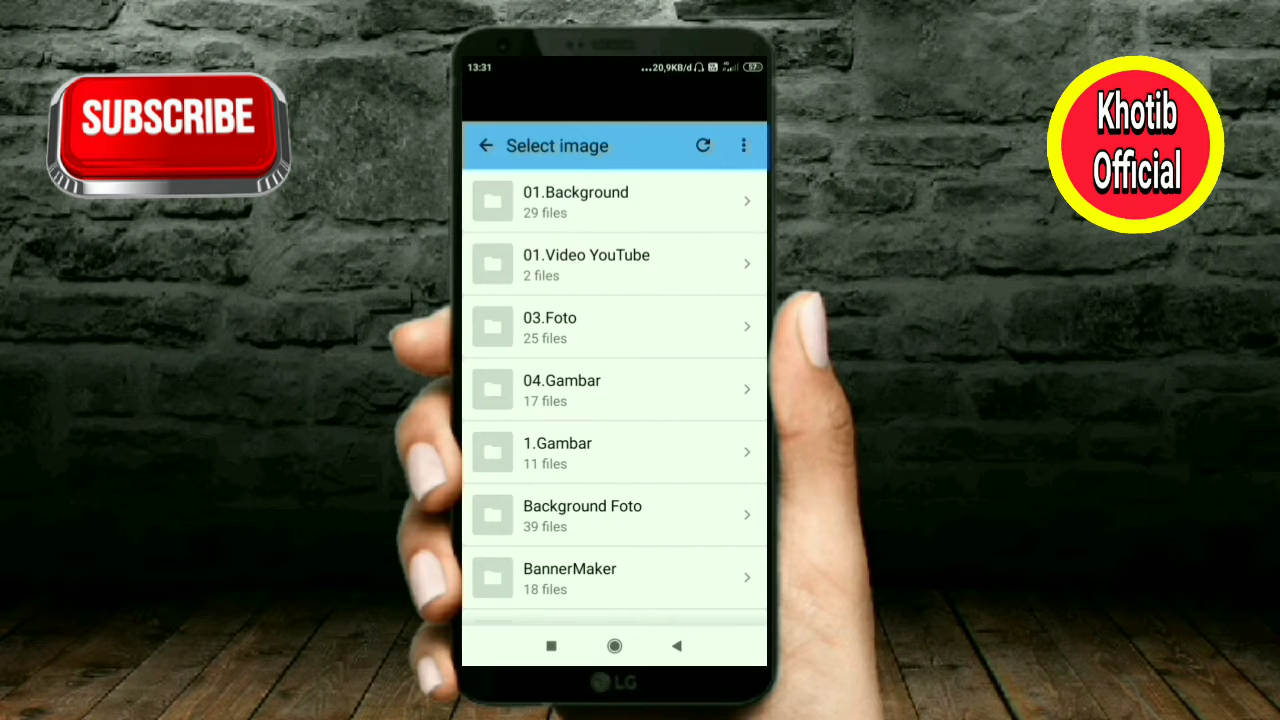 SUBSCRIBE
Khotib
Official
13:31
...20,9KB/d
57
Select image
01.Background
29 files
01.Video YouTube
2 files
03.Foto
25 files
04.Gambar
17 files
1.Gambar
11 files
Background Foto
39 files
BannerMaker
18 files
LG